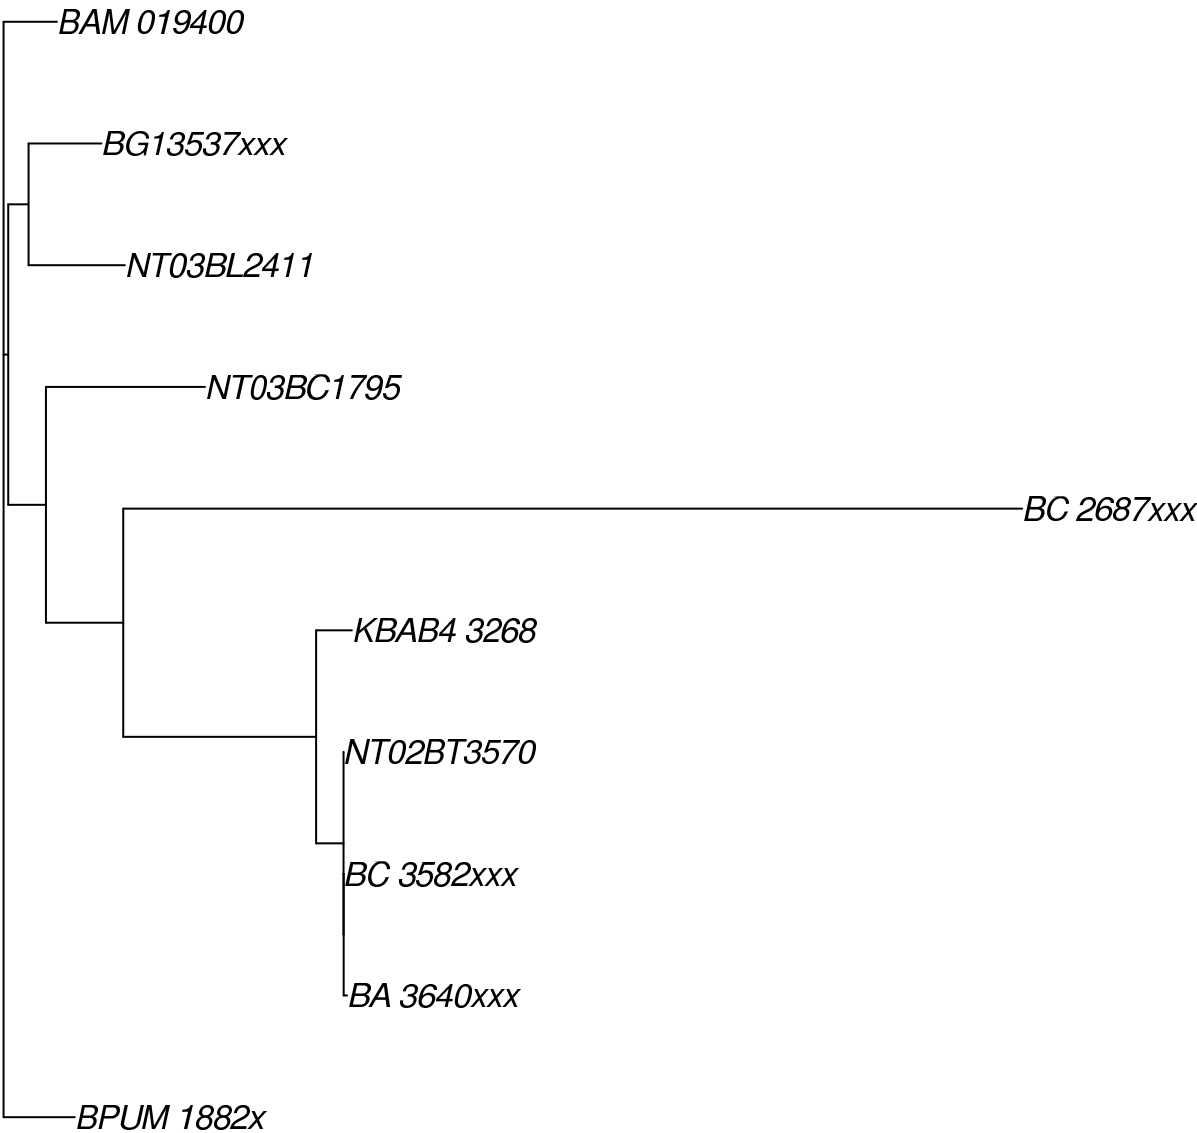 BAM 019400
BG13537xxx
NT03BL2411
NT03BC1795
BC 2687xxx
KBAB4 3268
NT02BT3570
BC 3582xxx
BA 3640xxx
BPUM 1882x